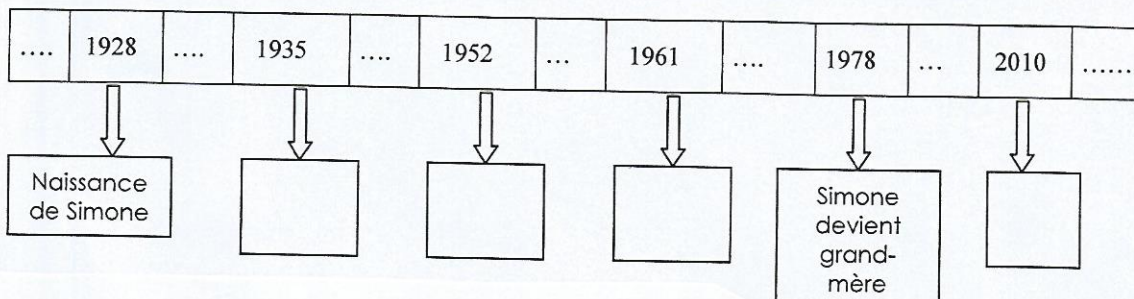 .... 1928 .... 1935 .... 1952 ... 1961 .... 1978 ... 2010 ......
Naissance
de Simone
Simone
devient
grand-
mère